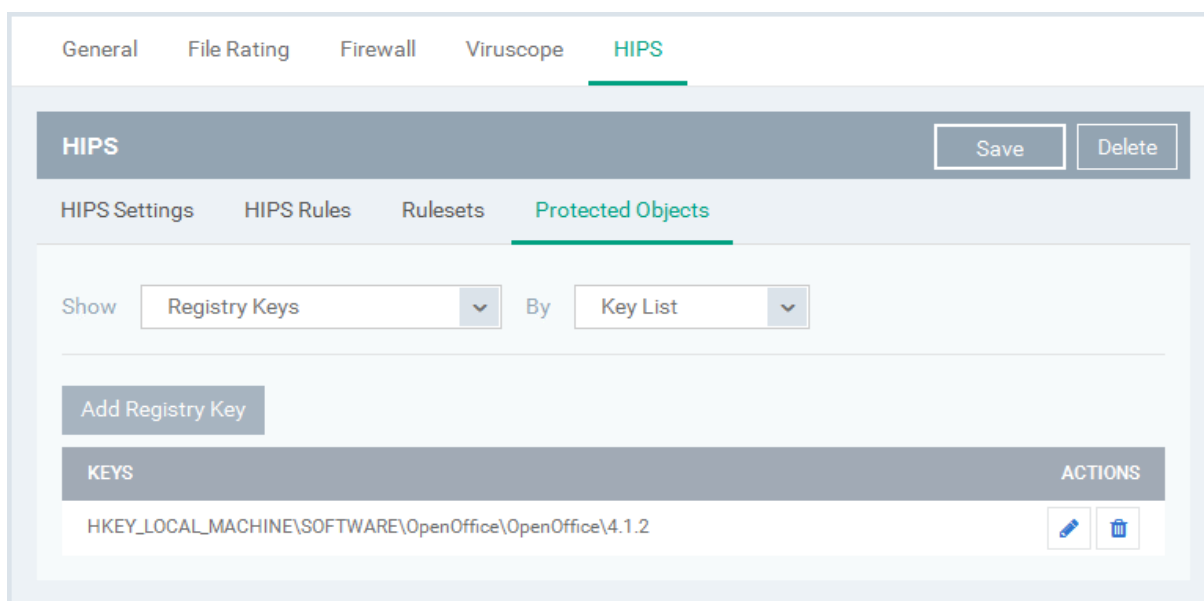 General File Rating Firewall Viruscope HIPS
HIPS Save Delete
HIPS Settings HIPS Rules Rulesets Protected Objects
Show Registry Keys By Key List
Add Registry Key
KEYS ACTIONS
HKEY_LOCAL_MACHINE\SOFTWARE\OpenOffice\OpenOffice\4.1.2